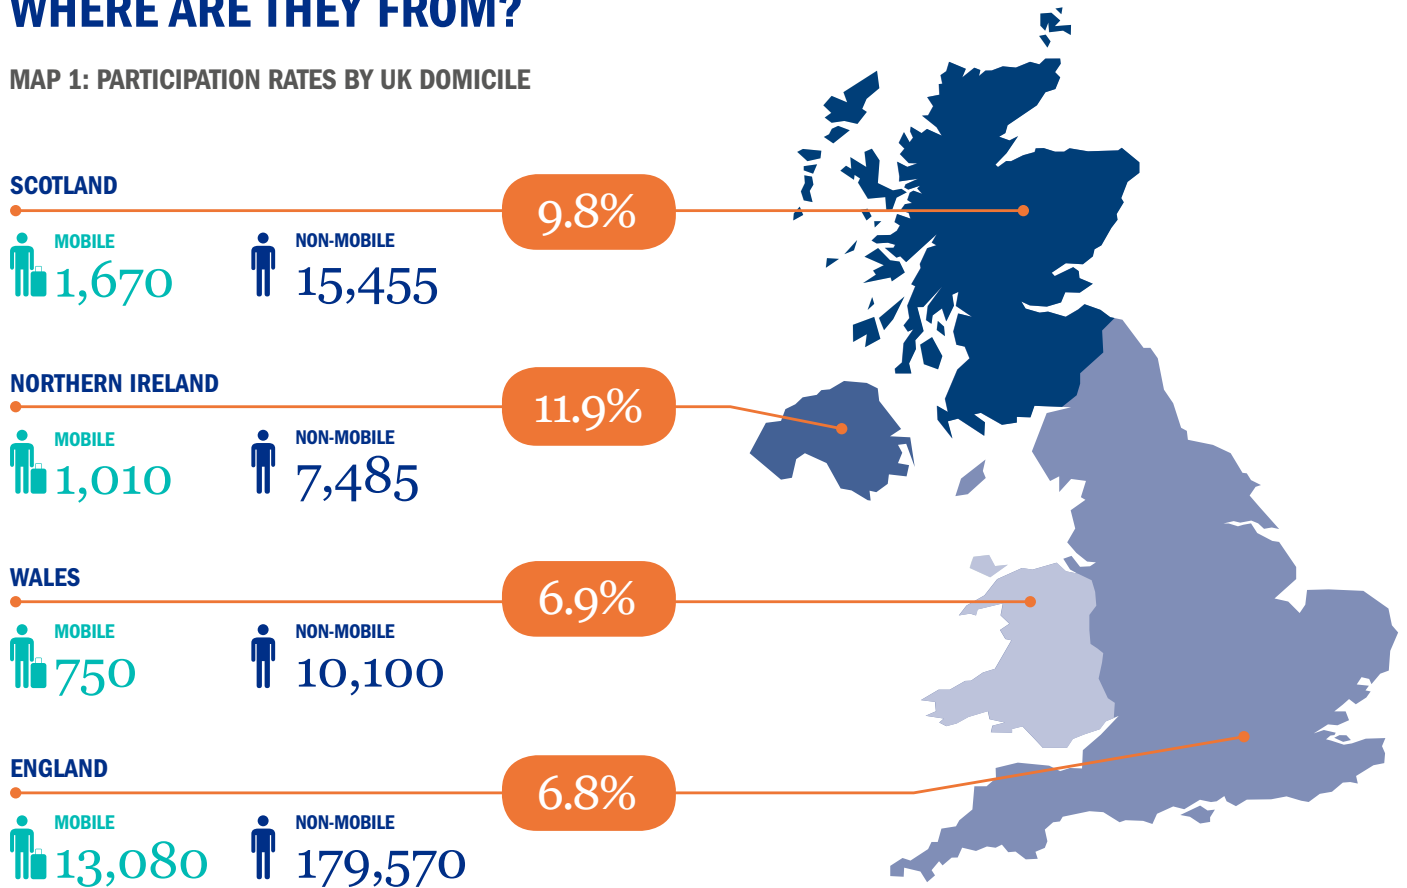 WHERE ARE THEY FROM?
MAP 1: PARTICIPATION RATES BY UK DOMICILE
SCOTLAND
9.8%
MOBILE
1,670
NON-MOBILE
15,455
NORTHERN IRELAND
11.9%
MOBILE
1,010
NON-MOBILE
7,485
WALES
6.9%
MOBILE
750
NON-MOBILE
10,100
ENGLAND
6.8%
MOBILE
13,080
NON-MOBILE
179,570